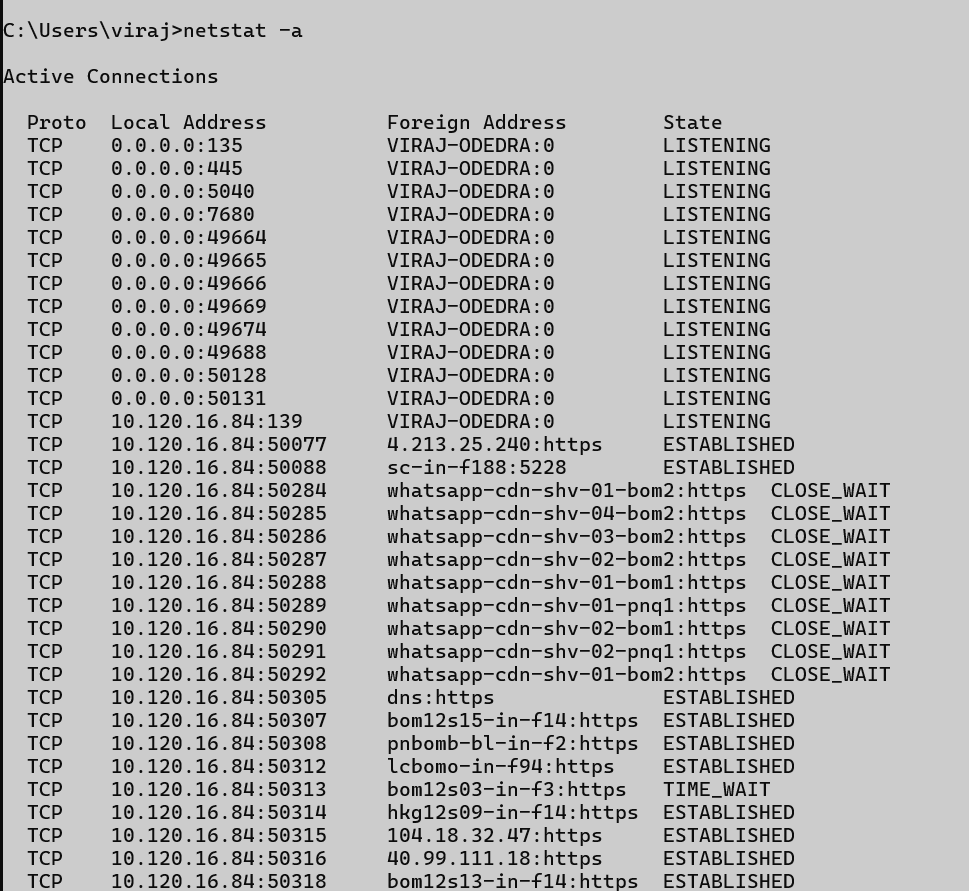 C:\Users\viraj>netstat -a
Active Connections
Proto  Local Address          Foreign Address        State
TCP    0.0.0.0:135            VIRAJ-ODEDRA:0         LISTENING
TCP    0.0.0.0:445            VIRAJ-ODEDRA:0         LISTENING
TCP    0.0.0.0:5040           VIRAJ-ODEDRA:0         LISTENING
TCP    0.0.0.0:7680           VIRAJ-ODEDRA:0         LISTENING
TCP    0.0.0.0:49664          VIRAJ-ODEDRA:0         LISTENING
TCP    0.0.0.0:49665          VIRAJ-ODEDRA:0         LISTENING
TCP    0.0.0.0:49666          VIRAJ-ODEDRA:0         LISTENING
TCP    0.0.0.0:49669          VIRAJ-ODEDRA:0         LISTENING
TCP    0.0.0.0:49674          VIRAJ-ODEDRA:0         LISTENING
TCP    0.0.0.0:49688          VIRAJ-ODEDRA:0         LISTENING
TCP    0.0.0.0:50128          VIRAJ-ODEDRA:0         LISTENING
TCP    0.0.0.0:50131          VIRAJ-ODEDRA:0         LISTENING
TCP    10.120.16.84:139       VIRAJ-ODEDRA:0         LISTENING
TCP    10.120.16.84:50077     4.213.25.240:https     ESTABLISHED
TCP    10.120.16.84:50088     sc-in-f188:5228        ESTABLISHED
TCP    10.120.16.84:50284     whatsapp-cdn-shv-01-bom2:https  CLOSE_WAIT
TCP    10.120.16.84:50285     whatsapp-cdn-shv-04-bom2:https  CLOSE_WAIT
TCP    10.120.16.84:50286     whatsapp-cdn-shv-03-bom2:https  CLOSE_WAIT
TCP    10.120.16.84:50287     whatsapp-cdn-shv-02-bom2:https  CLOSE_WAIT
TCP    10.120.16.84:50288     whatsapp-cdn-shv-01-bom1:https  CLOSE_WAIT
TCP    10.120.16.84:50289     whatsapp-cdn-shv-01-pnq1:https  CLOSE_WAIT
TCP    10.120.16.84:50290     whatsapp-cdn-shv-02-bom1:https  CLOSE_WAIT
TCP    10.120.16.84:50291     whatsapp-cdn-shv-02-pnq1:https  CLOSE_WAIT
TCP    10.120.16.84:50292     whatsapp-cdn-shv-01-bom2:https  CLOSE_WAIT
TCP    10.120.16.84:50305     dns:https              ESTABLISHED
TCP    10.120.16.84:50307     bom12s15-in-f14:https  ESTABLISHED
TCP    10.120.16.84:50308     pnbomb-bl-in-f2:https  ESTABLISHED
TCP    10.120.16.84:50312     lcbomo-in-f94:https    ESTABLISHED
TCP    10.120.16.84:50313     bom12s03-in-f3:https   TIME_WAIT
TCP    10.120.16.84:50314     hkg12s09-in-f14:https  ESTABLISHED
TCP    10.120.16.84:50315     104.18.32.47:https     ESTABLISHED
TCP    10.120.16.84:50316     40.99.111.18:https     ESTABLISHED
TCP    10.120.16.84:50318     bom12s13-in-f14:https  ESTABLISHED